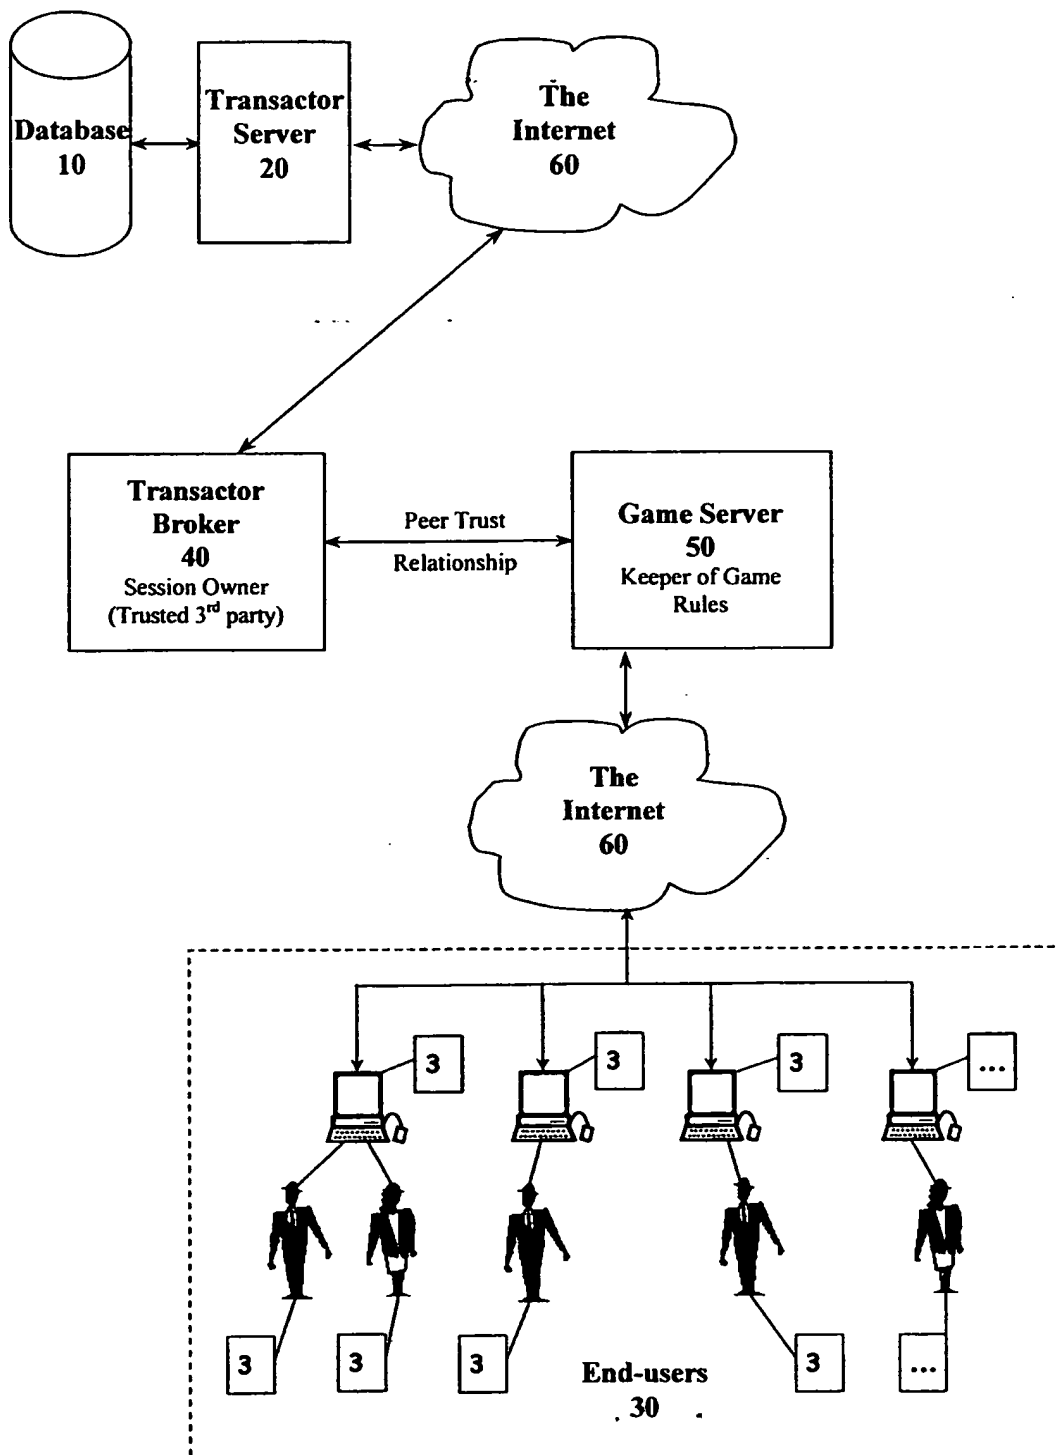 Database
10
Transactor
Server
20
The
Internet
60
Transactor
Broker
40
Session Owner
(Trusted 3rd party)
Peer Trust
Relationship
Game Server
50
Keeper of Game
Rules
The
Internet
60
3
3
3
...
3
3
3
3
...
End-users
30